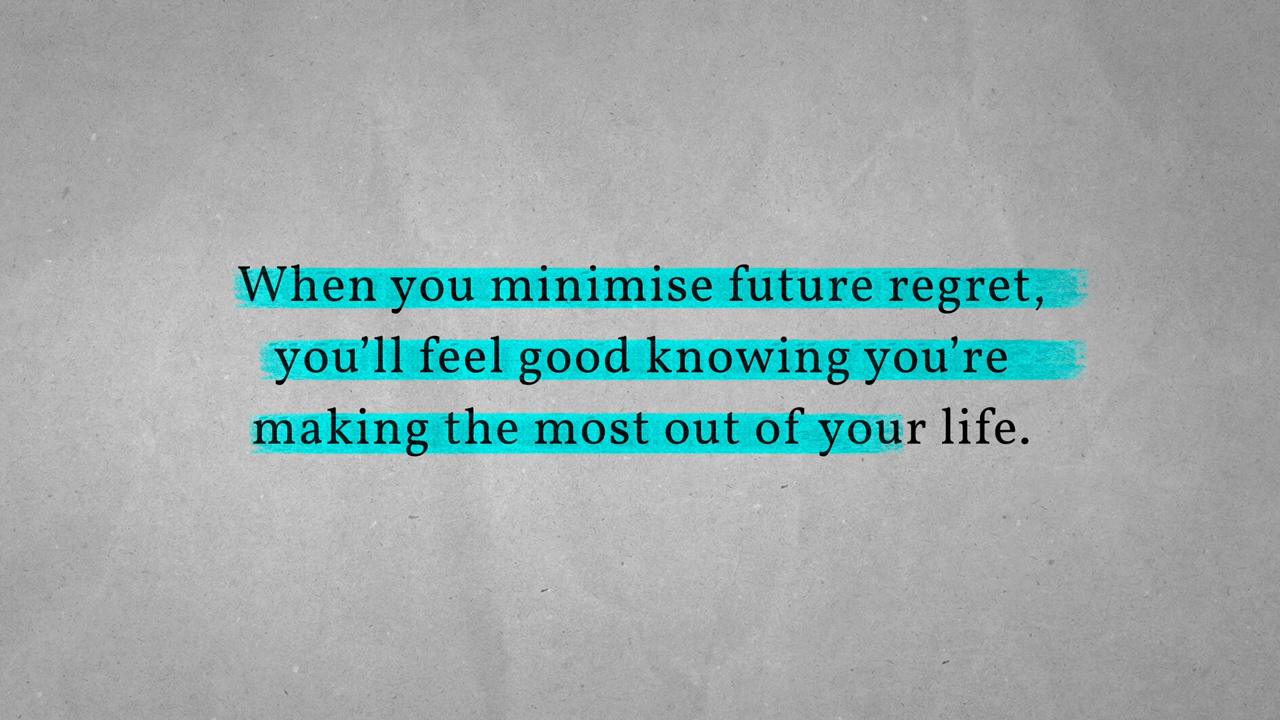 When you minimise future regret,
you’ll feel good knowing you’re
making the most out of your life.